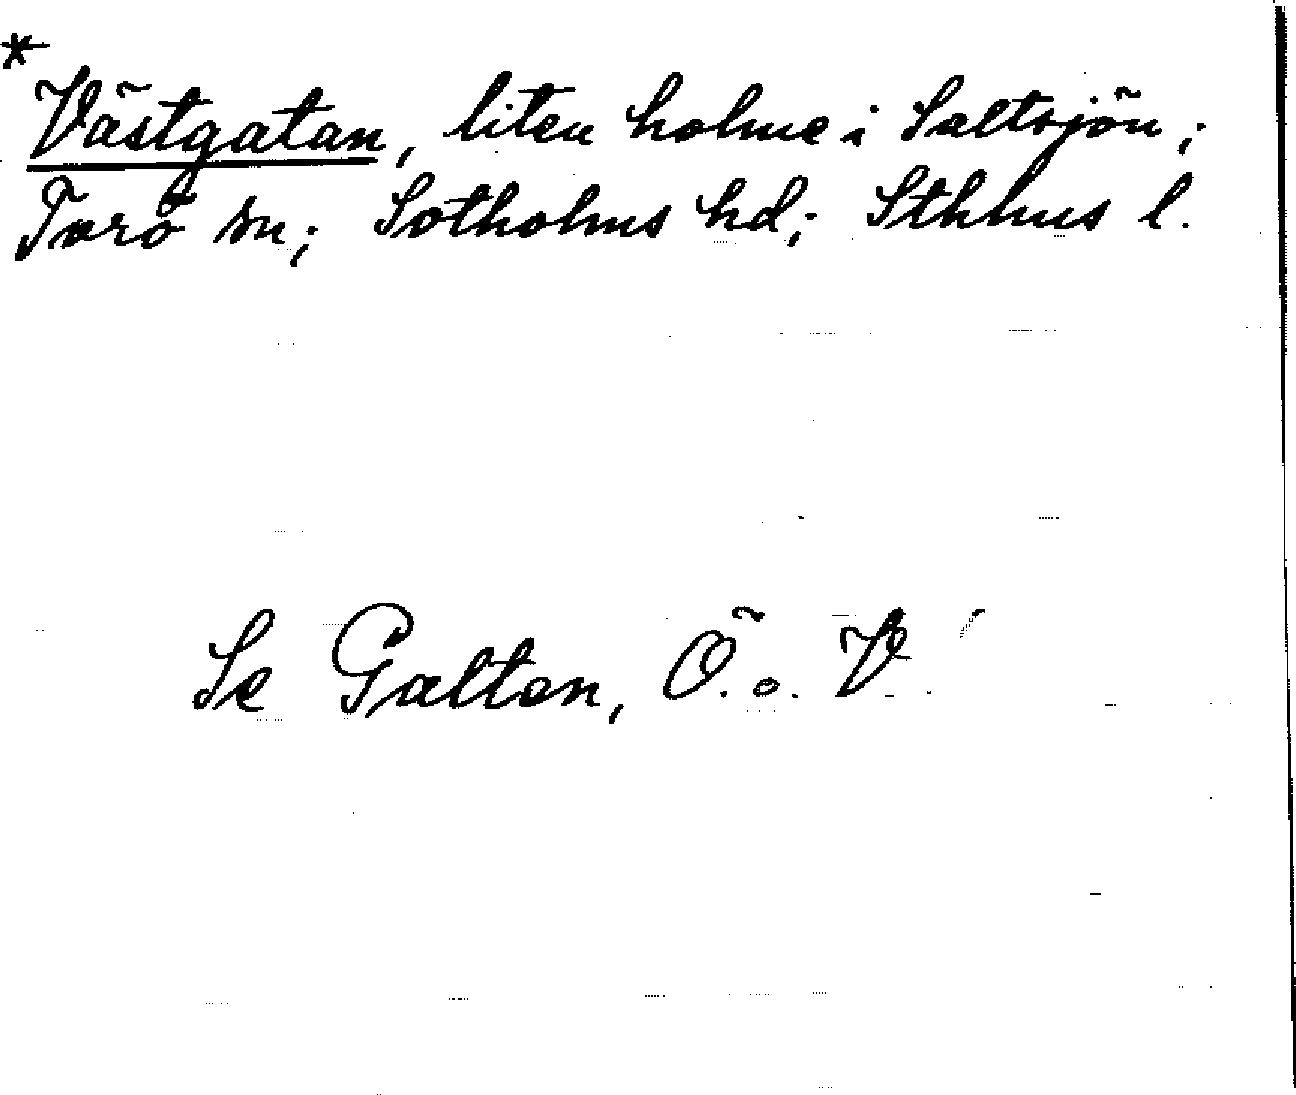 *
Västgatan, liten holme i Saltsjön;
Torö sn; Sotholms hd; Sthlms l.
Se Galten, Ö. o. V.